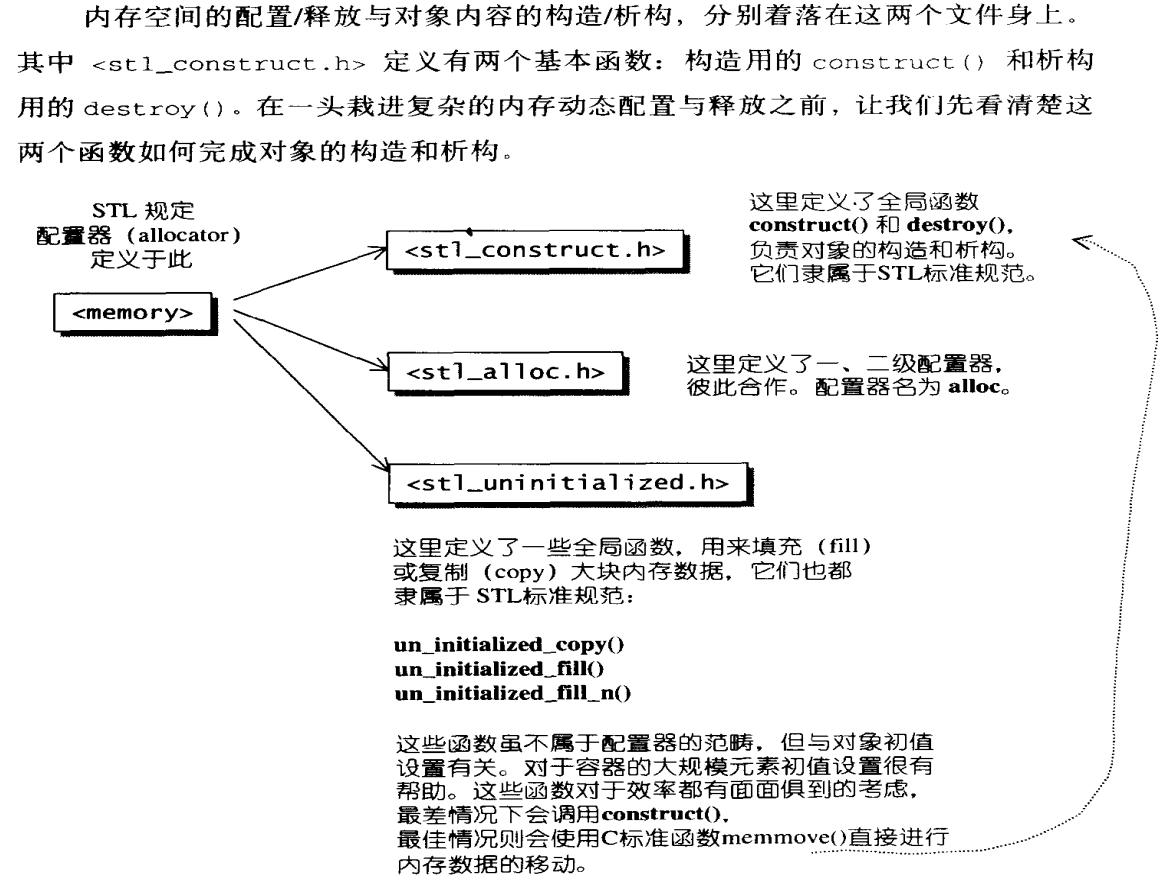 内存空间的配置/释放与对象内容的构造/析构，分别着落在这两个文件身上。
其中 <stl_construct.h> 定义有两个基本函数：构造用的 construct() 和析构
用的 destroy()。在一头栽进复杂的内存动态配置与释放之前，让我们先看清楚这
两个函数如何完成对象的构造和析构。
STL 规定
配置器 (allocator)
定义于此
<memory>
<stl_construct.h>
这里定义了全局函数
construct() 和 destroy(),
负责对象的构造和析构。
它们隶属于STL标准规范。
<stl_alloc.h>
这里定义了一、二级配置器，
彼此合作。配置器名为 alloc。
<stl_uninitialized.h>
这里定义了一些全局函数，用来填充 (fill)
或复制 (copy) 大块内存数据，它们也都
隶属于 STL标准规范：
un_initialized_copy()
un_initialized_fill()
un_initialized_fill_n()
这些函数虽不属于配置器的范畴，但与对象初值
设置有关。对于容器的大规模元素初值设置很有
帮助。这些函数对于效率都有面面俱到的考虑，
最差情况下会调用construct(),
最佳情况则会使用C标准函数memmove()直接进行
内存数据的移动。